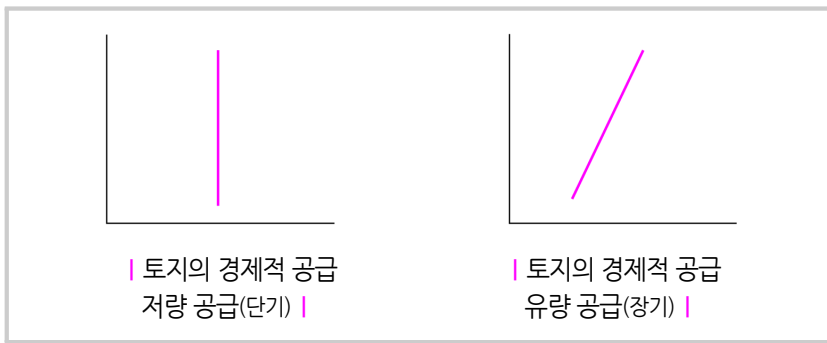 | 토지의 경제적 공급
저량 공급(단기) |
| 토지의 경제적 공급
유량 공급(장기) |